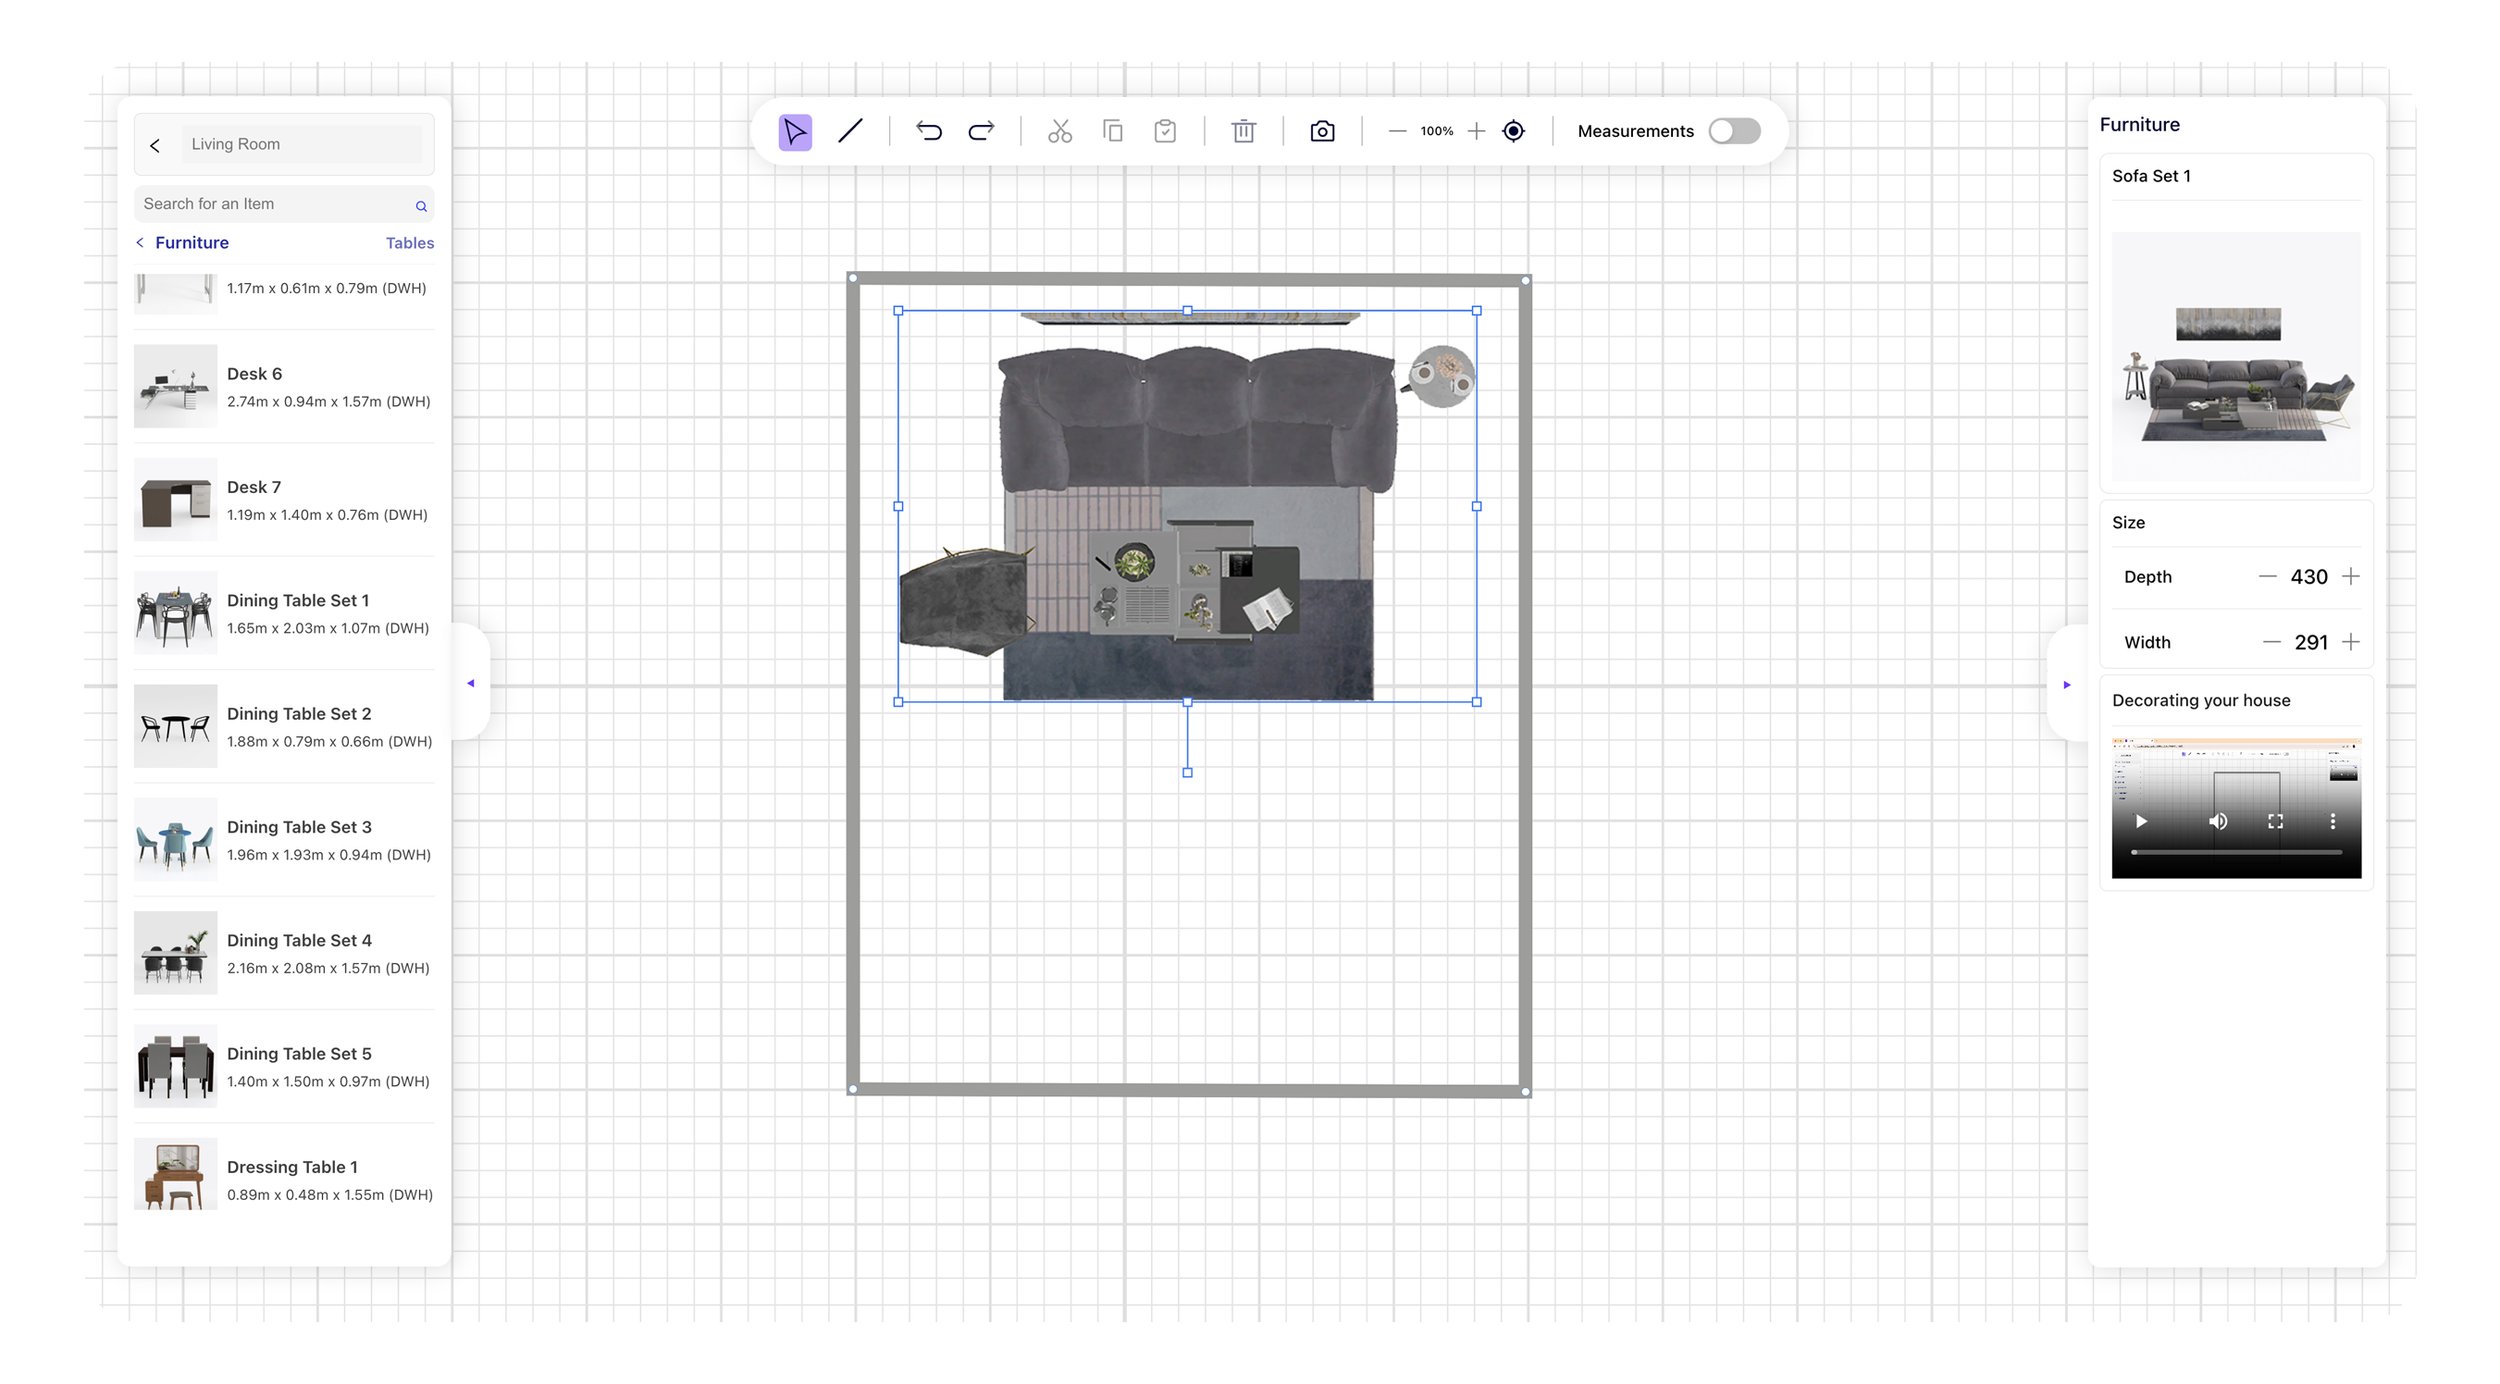 Living Room
Search for an Item
Furniture Tables
1.17m x 0.61m x 0.79m (DWH)
Desk 6
2.74m x 0.94m x 1.57m (DWH)
Desk 7
1.19m x 1.40m x 0.76m (DWH)
Dining Table Set 1
1.65m x 2.03m x 1.07m (DWH)
Dining Table Set 2
1.88m x 0.79m x 0.66m (DWH)
Dining Table Set 3
1.96m x 1.93m x 0.94m (DWH)
Dining Table Set 4
2.16m x 2.08m x 1.57m (DWH)
Dining Table Set 5
1.40m x 1.50m x 0.97m (DWH)
Dressing Table 1
0.89m x 0.48m x 1.55m (DWH)
100%
Measurements
Furniture
Sofa Set 1
Size
Depth 430
Width 291
Decorating your house